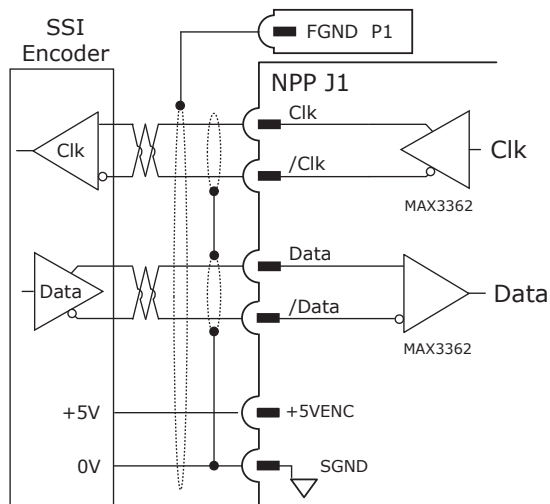 SSI
Encoder
FGND P1
NPP J1
Clk
Clk
/Clk
Clk
MAX3362
Data
Data
/Data
Data
MAX3362
+5V
+5VENC
0V
SGND